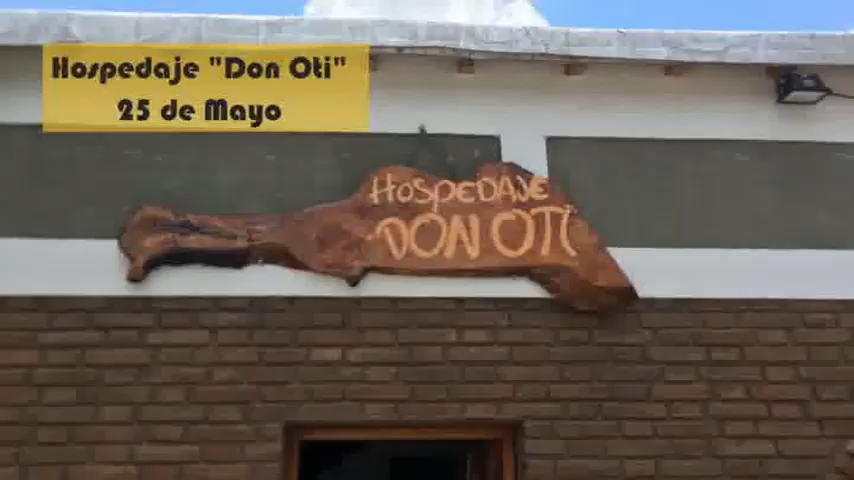 Hospedaje "Don Oti"
25 de Mayo
HOSPEDAJE
DON OTI